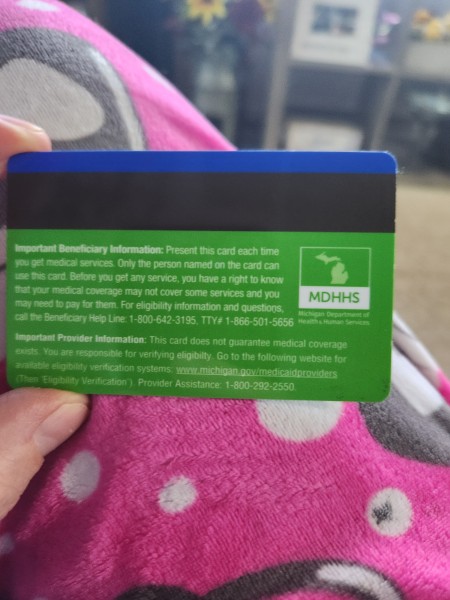 Important Beneficiary Information: Present this card each time
you get medical services. Only the person named on the card can
use this card. Before you get any service, you have a right to know
that your medical coverage may not cover some services and you
may need to pay for them. For eligibility information and questions,
call the Beneficiary Help Line: 1-800-642-3195. TTY# 1-866-501-5656
MDHHS
Michigan Department of
Health & Human Services
Important Provider Information: This card does not guarantee medical coverage
exists. You are responsible for verifying eligibilty. Go to the following website for
available eligibility verification systems: www.michigan.gov/medicaidproviders
(Then 'Eligibility Verification'). Provider Assistance: 1-800-292-2550.